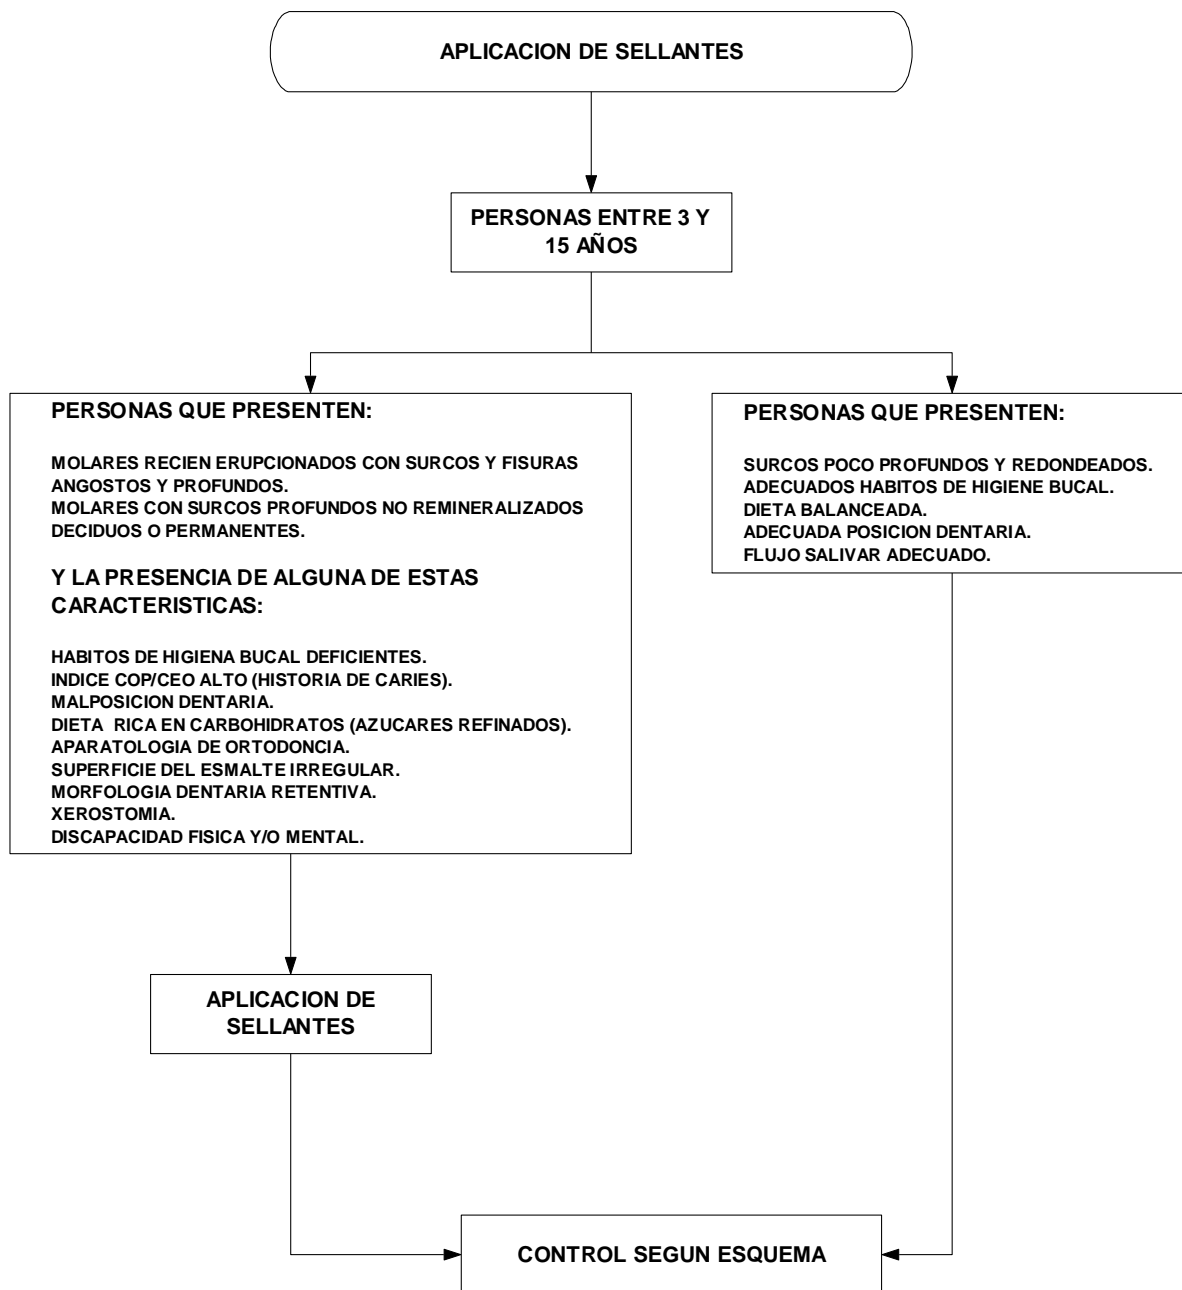 APLICACION DE SELLANTES
PERSONAS ENTRE 3 Y
15 AÑOS
PERSONAS QUE PRESENTEN:
MOLARES RECIEN ERUPCIONADOS CON SURCOS Y FISURAS
ANGOSTOS Y PROFUNDOS.
MOLARES CON SURCOS PROFUNDOS NO REMINERALIZADOS
DECIDUOS O PERMANENTES.
Y LA PRESENCIA DE ALGUNA DE ESTAS
CARACTERISTICAS:
HABITOS DE HIGIENA BUCAL DEFICIENTES.
INDICE COP/CEO ALTO (HISTORIA DE CARIES).
MALPOSICION DENTARIA.
DIETA RICA EN CARBOHIDRATOS (AZUCARES REFINADOS).
APARATOLOGIA DE ORTODONCIA.
SUPERFICIE DEL ESMALTE IRREGULAR.
MORFOLOGIA DENTARIA RETENTIVA.
XEROSTOMIA.
DISCAPACIDAD FISICA Y/O MENTAL.
PERSONAS QUE PRESENTEN:
SURCOS POCO PROFUNDOS Y REDONDEADOS.
ADECUADOS HABITOS DE HIGIENE BUCAL.
DIETA BALANCEADA.
ADECUADA POSICION DENTARIA.
FLUJO SALIVAR ADECUADO.
APLICACION DE
SELLANTES
CONTROL SEGUN ESQUEMA